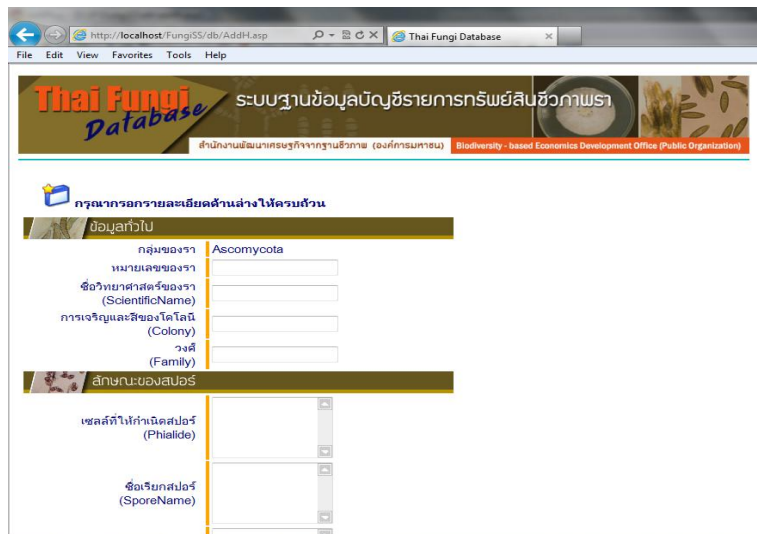 http://localhost/FungiSS/db/AddH.asp
Thai Fungi Database
File Edit View Favorites Tools Help
Thai Fungi
Database
ระบบฐานข้อมูลบัญชีรายการทรัพย์สินชีวภาพรา
สำนักงานพัฒนาเศรษฐกิจจากฐานชีวภาพ (องค์การมหาชน) Biodiversity - based Economics Development Office (Public Organization)
กรุณากรอกรายละเอียดด้านล่างให้ครบถ้วน
ข้อมูลทั่วไป
กลุ่มของรา Ascomycota
หมายเลขของรา
ชื่อวิทยาศาสตร์ของรา
(ScientificName)
การเจริญและสีของโคโลนี
(Colony)
วงศ์
(Family)
ลักษณะของสปอร์
เซลล์ที่ให้กำเนิดสปอร์
(Phialide)
ชื่อเรียกสปอร์
(SporeName)